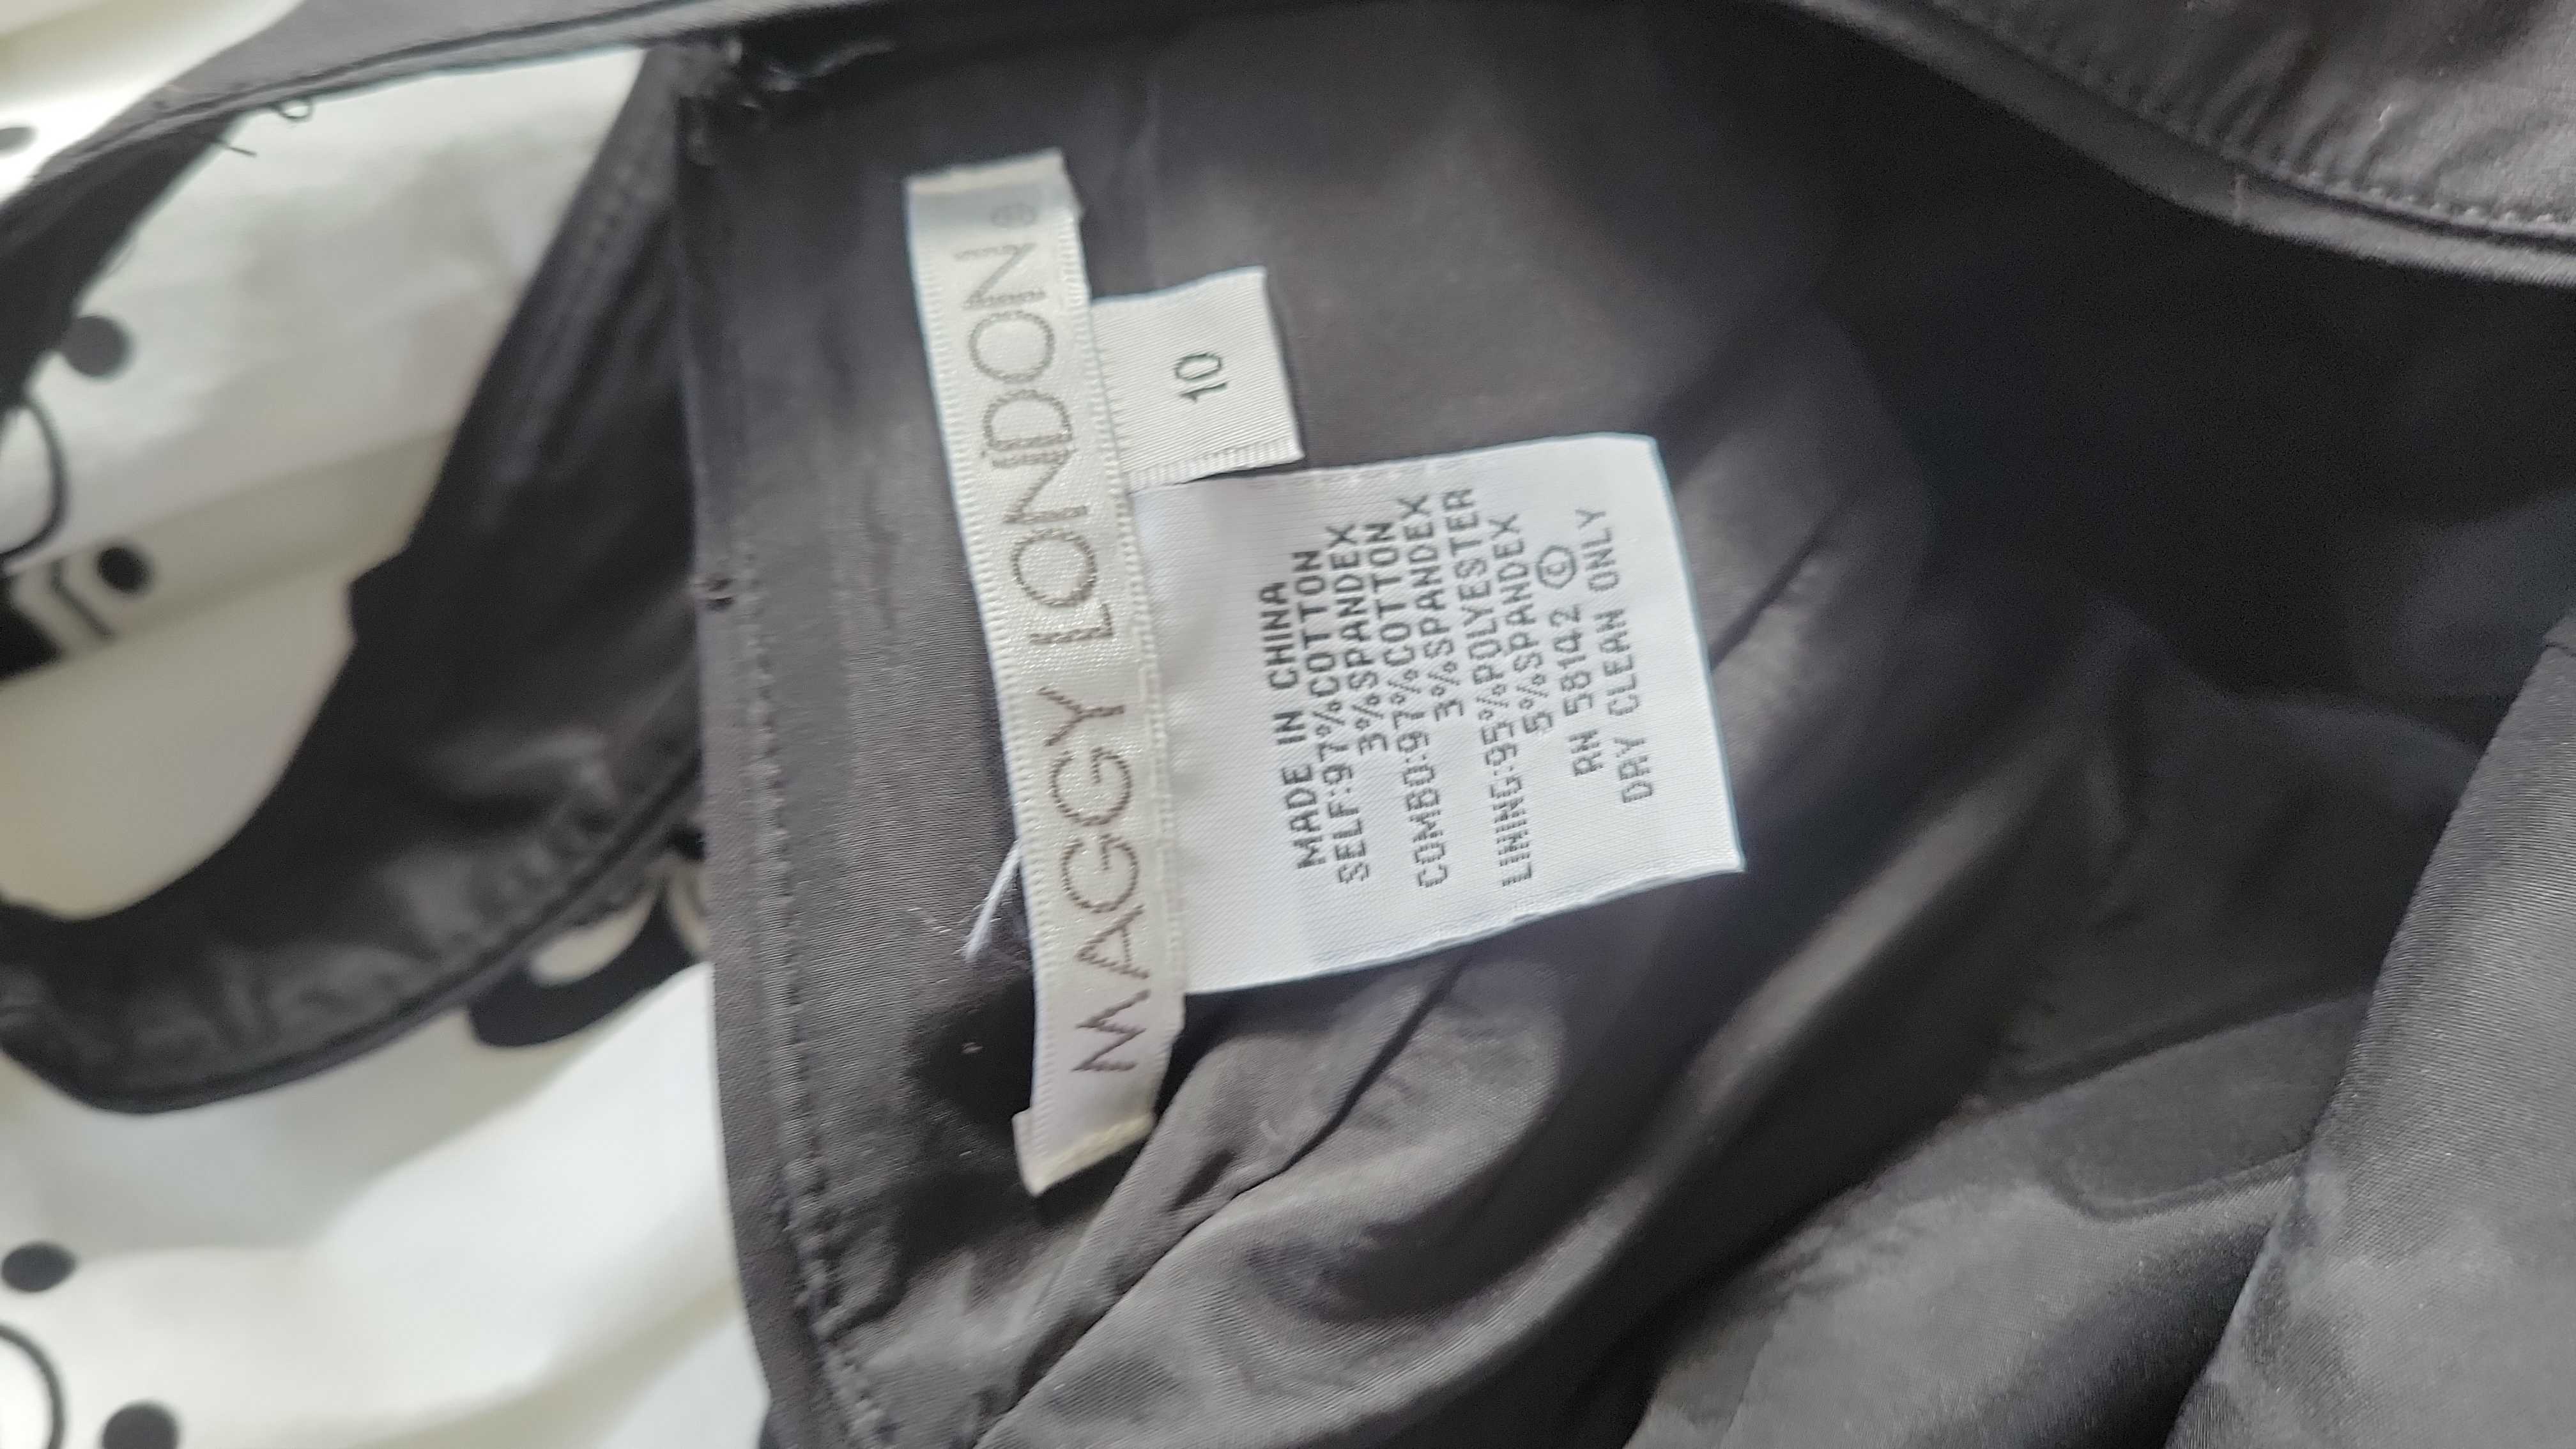 MAGGY LONDON®
10
MADE IN CHINA
SELF:97%COTTON
3%SPANDEX
COMBO:97%COTTON
3%SPANDEX
LINING:95%POLYESTER
5%SPANDEX
RN 58142 Ⓒ
DRY CLEAN ONLY